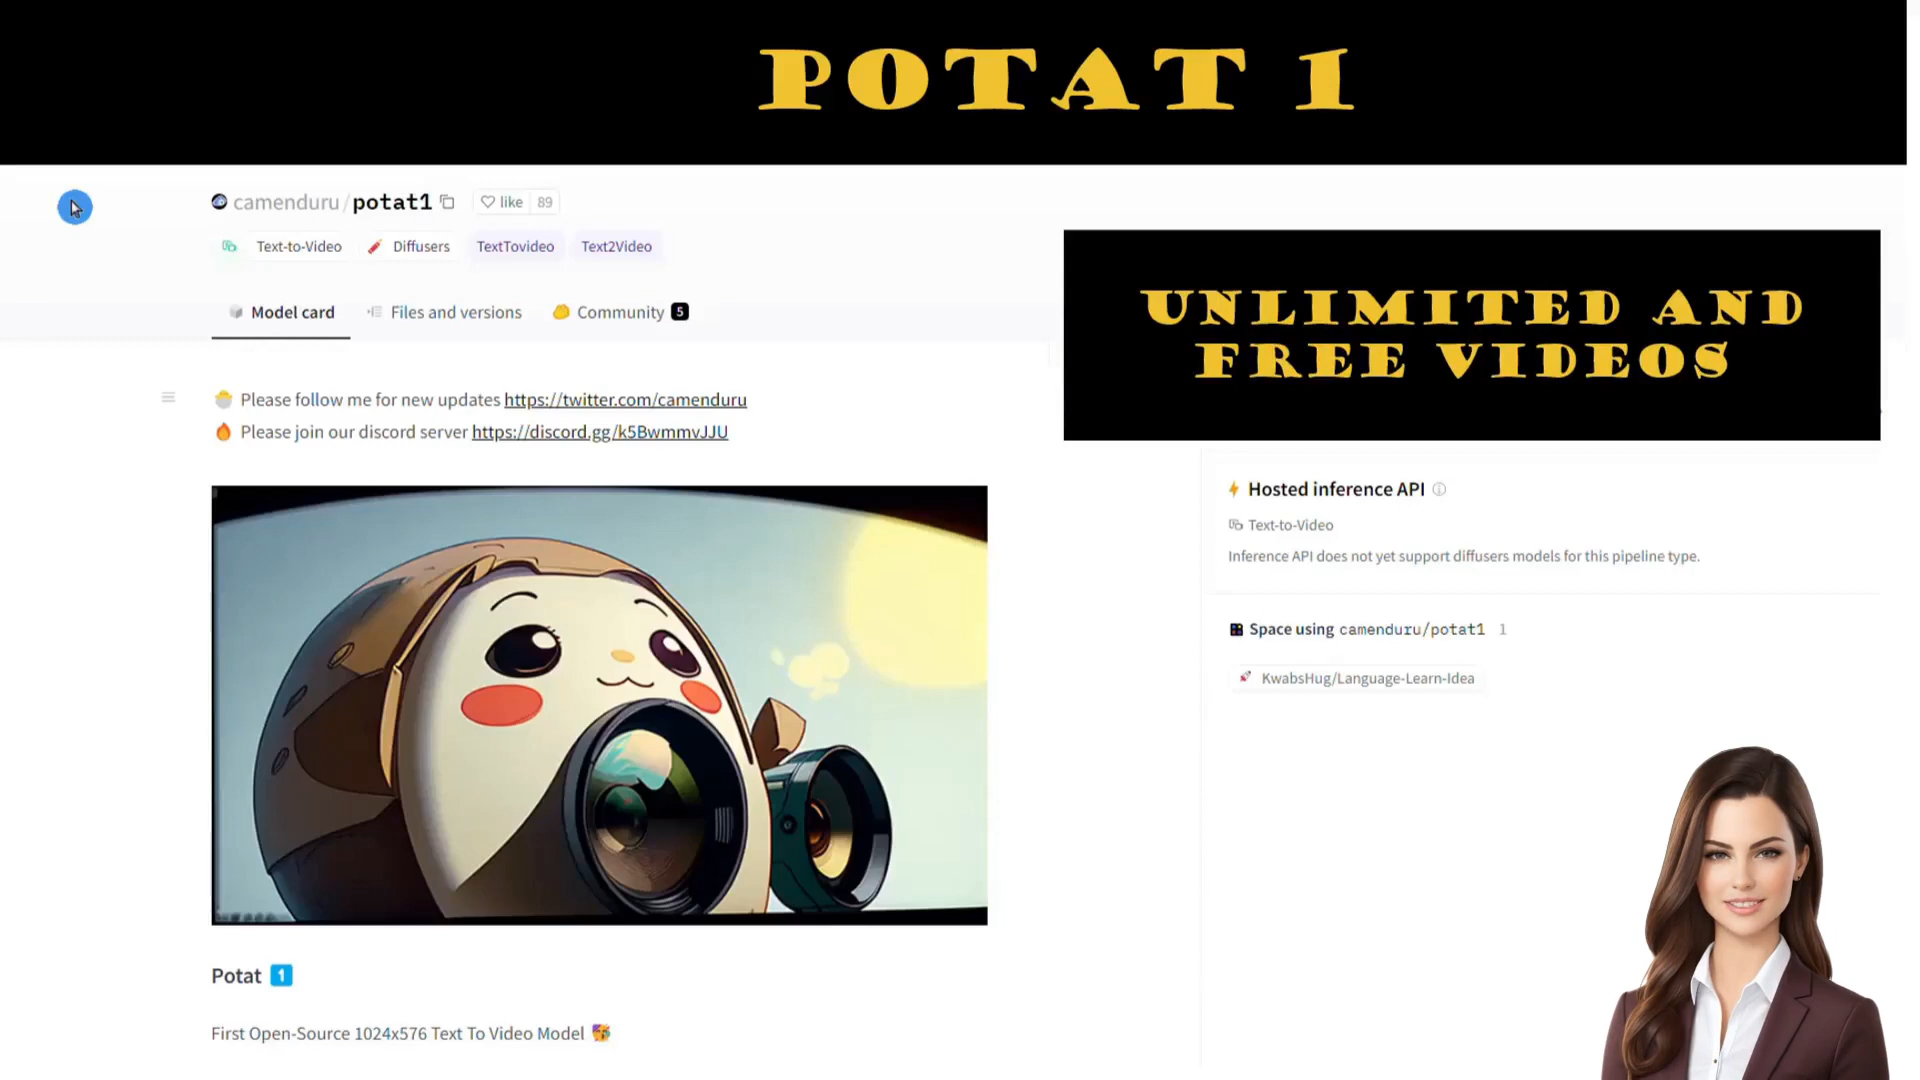 POTAT 1
camenduru/potat1
like 89
Text-to-Video Diffusers TextTovideo Text2Video
UNLIMITED AND
FREE VIDEOS
Model card Files and versions Community 5
Please follow me for new updates https://twitter.com/camenduru
Please join our discord server https://discord.gg/k5BwmmvJJU
Hosted inference API
Text-to-Video
Inference API does not yet support diffusers models for this pipeline type.
Space using camenduru/potat1 1
KwabsHug/Language-Learn-Idea
Potat 1
First Open-Source 1024x576 Text To Video Model